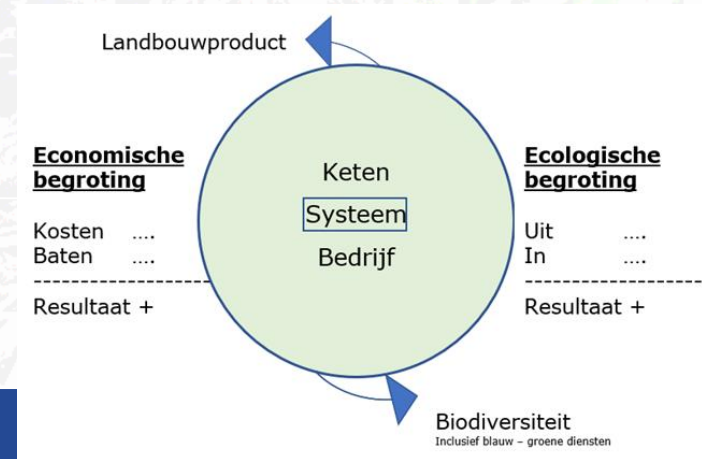 Landbouwproduct
Economische
begroting
Kosten ....
Baten ....
--------------------
Resultaat +
Keten
Systeem
Bedrijf
Ecologische
begroting
Uit ....
In ....
--------------------
Resultaat +
Biodiversiteit
Inclusief blauw – groene diensten